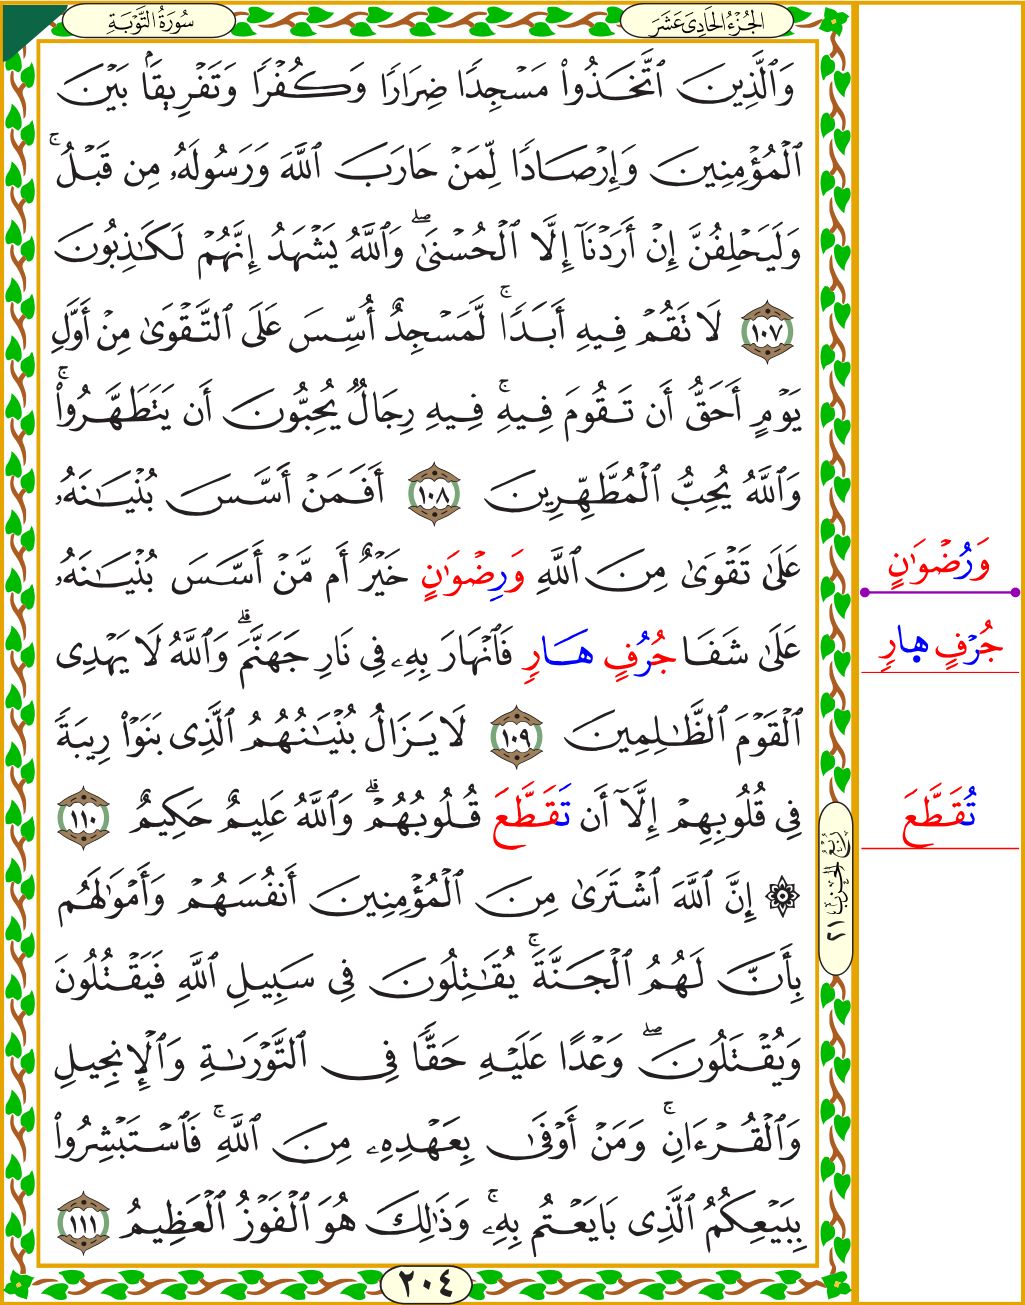 سُورَةُ التَّوْبَةِ
الجُزْءُ الحَادِىَ عَشَرَ
وَٱلَّذِينَ ٱتَّخَذُوا۟ مَسْجِدًا ضِرَارًا وَكُفْرًا وَتَفْرِيقًۢا بَيْنَ
ٱلْمُؤْمِنِينَ وَإِرْصَادًا لِّمَنْ حَارَبَ ٱللَّهَ وَرَسُولَهُۥ مِن قَبْلُ ۚ
وَلَيَحْلِفُنَّ إِنْ أَرَدْنَآ إِلَّا ٱلْحُسْنَىٰ ۖ وَٱللَّهُ يَشْهَدُ إِنَّهُمْ لَكَـٰذِبُونَ
١٠٧ لَا تَقُمْ فِيهِ أَبَدًا ۚ لَّمَسْجِدٌ أُسِّسَ عَلَى ٱلتَّقْوَىٰ مِنْ أَوَّلِ
يَوْمٍ أَحَقُّ أَن تَقُومَ فِيهِ ۚ فِيهِ رِجَالٌ يُحِبُّونَ أَن يَتَطَهَّرُوا۟ ۚ
وَٱللَّهُ يُحِبُّ ٱلْمُطَّهِّرِينَ ١٠٨ أَفَمَنْ أَسَّسَ بُنْيَـٰنَهُۥ
عَلَىٰ تَقْوَىٰ مِنَ ٱللَّهِ وَرِضْوَٰنٍ خَيْرٌ أَم مَّنْ أَسَّسَ بُنْيَـٰنَهُۥ
وَرُضْوَٰنٍ
عَلَىٰ شَفَا جُرُفٍ هَارٍ فَٱنْهَارَ بِهِۦ فِى نَارِ جَهَنَّمَ ۗ وَٱللَّهُ لَا يَهْدِى
جُرْفٍ هارٍ
ٱلْقَوْمَ ٱلظَّـٰلِمِينَ ١٠٩ لَا يَزَالُ بُنْيَـٰنُهُمُ ٱلَّذِى بَنَوْا۟ رِيبَةً
فِى قُلُوبِهِمْ إِلَّآ أَن تَقَطَّعَ قُلُوبُهُمْ ۗ وَٱللَّهُ عَلِيمٌ حَكِيمٌ ١١٠
تُقَطَّعَ
رُبْعُ الحِزْبِ ٢١
۞ إِنَّ ٱللَّهَ ٱشْتَرَىٰ مِنَ ٱلْمُؤْمِنِينَ أَنفُسَهُمْ وَأَمْوَٰلَهُم
بِأَنَّ لَهُمُ ٱلْجَنَّةَ ۚ يُقَـٰتِلُونَ فِى سَبِيلِ ٱللَّهِ فَيَقْتُلُونَ
وَيُقْتَلُونَ ۖ وَعْدًا عَلَيْهِ حَقًّا فِى ٱلتَّوْرَىٰةِ وَٱلْإِنجِيلِ
وَٱلْقُرْءَانِ ۚ وَمَنْ أَوْفَىٰ بِعَهْدِهِۦ مِنَ ٱللَّهِ ۚ فَٱسْتَبْشِرُوا۟
بِبَيْعِكُمُ ٱلَّذِى بَايَعْتُم بِهِۦ ۚ وَذَٰلِكَ هُوَ ٱلْفَوْزُ ٱلْعَظِيمُ ١١١
٢٠٤